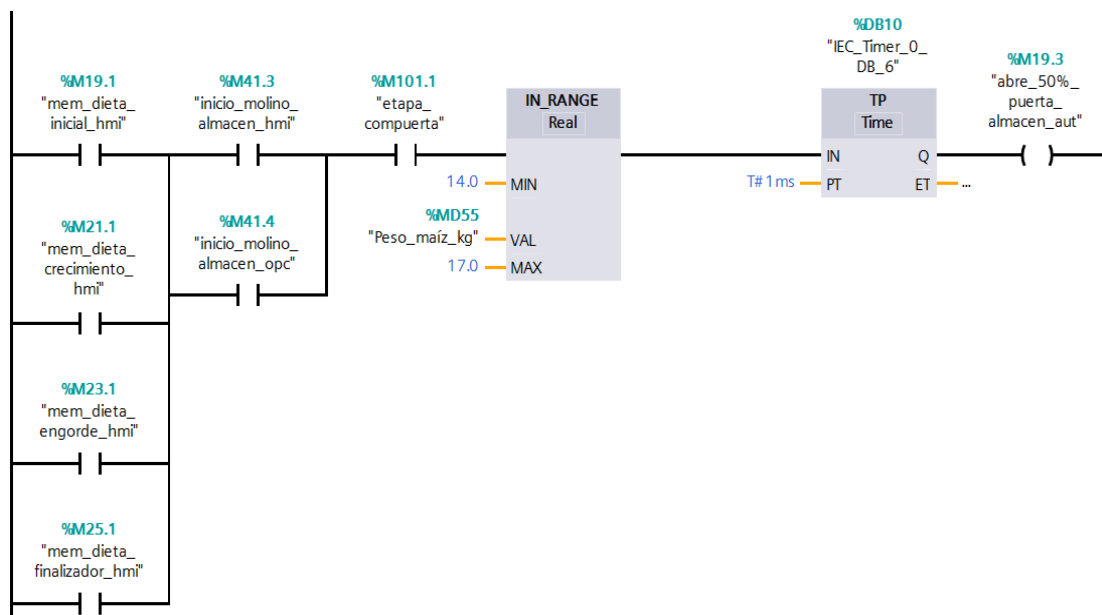 %DB10
"IEC_Timer_0_
DB_6"
%M19.1
"mem_dieta_
inicial_hmi"
%M41.3
"inicio_molino_
almacen_hmi"
%M101.1
"etapa_
compuerta"
IN_RANGE
Real
TP
Time
%M19.3
"abre_50%_
puerta_
almacen_aut"
IN
Q
14.0
MIN
T#1ms
PT
ET
...
%M21.1
"mem_dieta_
crecimiento_
hmi"
%M41.4
"inicio_molino_
almacen_opc"
%MD55
"Peso_maíz_kg"
VAL
17.0
MAX
%M23.1
"mem_dieta_
engorde_hmi"
%M25.1
"mem_dieta_
finalizador_hmi"